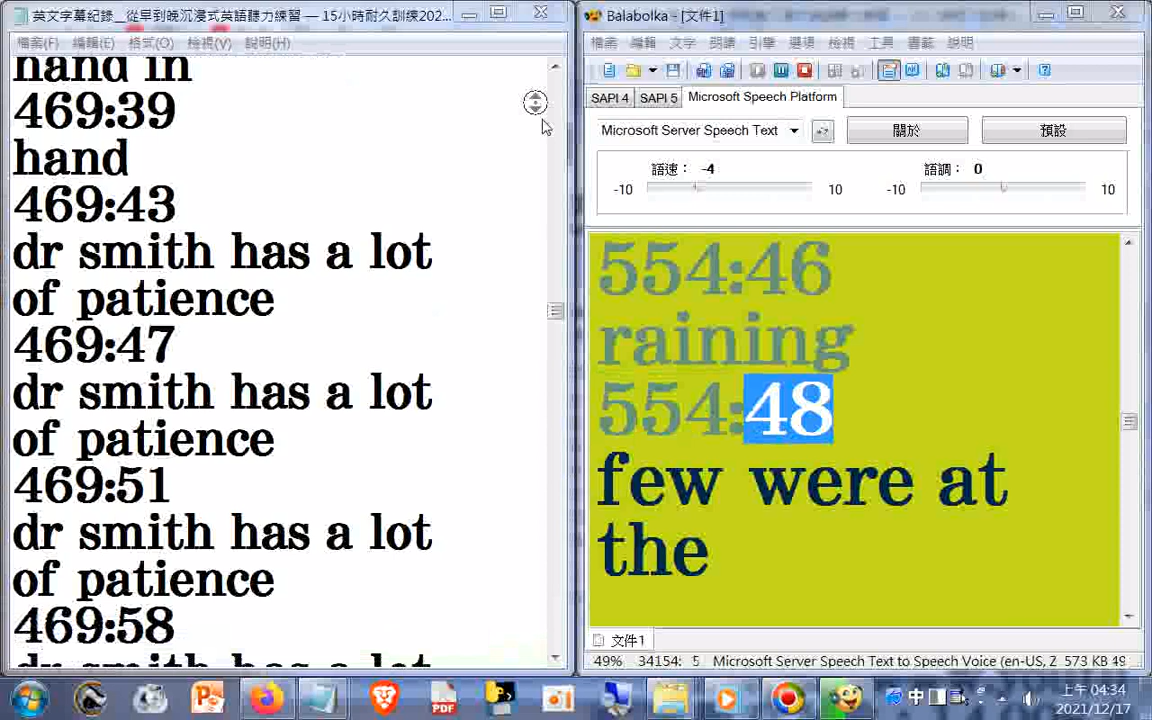 英文字幕紀錄__從早到晚沉浸式英語聽力練習 — 15小時耐久訓練202...
檔案(F) 編輯(E) 格式(O) 檢視(V) 說明(H)
hand in
469:39
hand
469:43
dr smith has a lot
of patience
469:47
dr smith has a lot
of patience
469:51
dr smith has a lot
of patience
469:58
dr smith has a lot
Balabolka - [文件1]
檔案 編輯 文字 朗讀 引擎 選項 檢視 工具 書籤 說明
SAPI 4 SAPI 5 Microsoft Speech Platform
Microsoft Server Speech Text 關於 預設
語速: -4 語調: 0
-10 10 -10 10
554:46
raining
554:48
few were at
the
文件1
49% 34154: 5 Microsoft Server Speech Text to Speech Voice (en-US, Z 573 KB 49
中
上午 04:34
2021/12/17